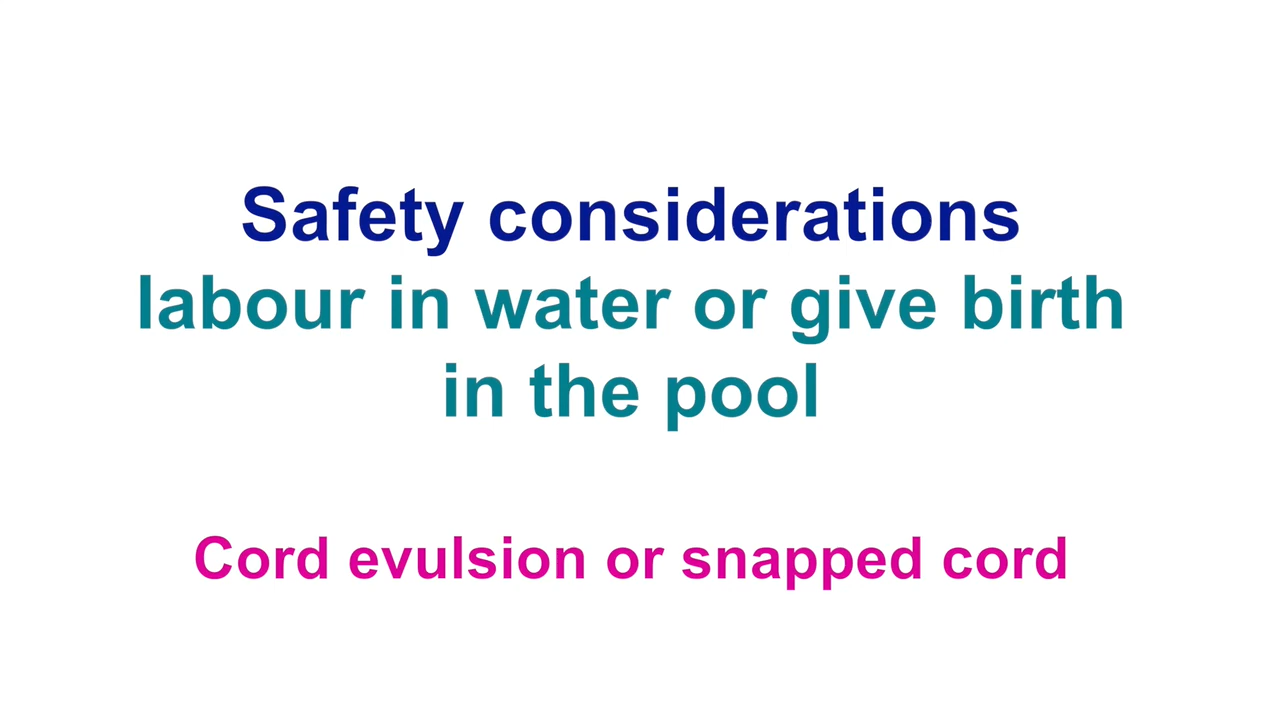 Safety considerations
labour in water or give birth
in the pool
Cord evulsion or snapped cord